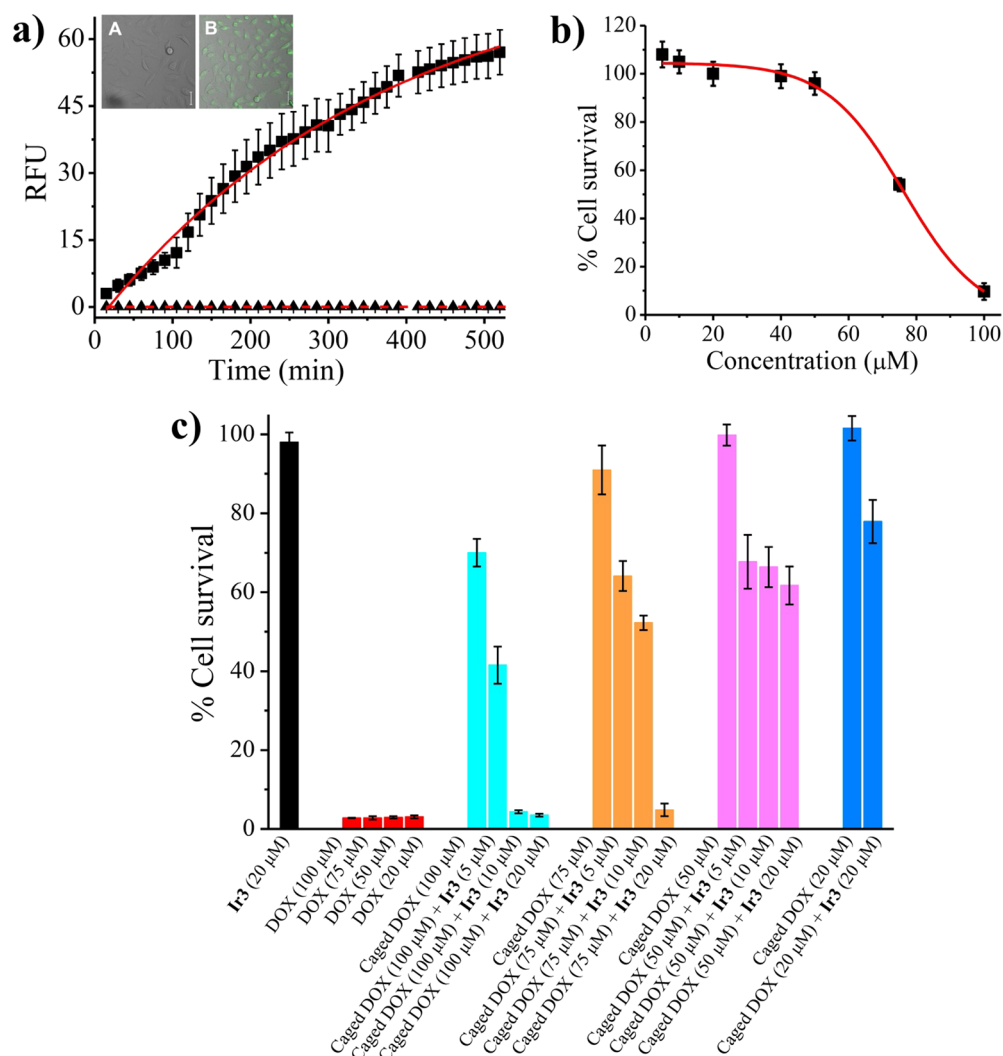 a)
A
B
60
45
30
15
0
RFU
0 100 200 300 400 500
Time (min)
b)
120
100
80
60
40
20
0
% Cell survival
0 20 40 60 80 100
Concentration (μM)
c)
100
80
60
40
20
0
% Cell survival
Ir3 (20 μM)
DOX (100 μM)
DOX (75 μM)
DOX (50 μM)
DOX (20 μM)
Caged DOX (100 μM)
Caged DOX (100 μM) + Ir3 (5 μM)
Caged DOX (100 μM) + Ir3 (10 μM)
Caged DOX (100 μM) + Ir3 (20 μM)
Caged DOX (75 μM)
Caged DOX (75 μM) + Ir3 (5 μM)
Caged DOX (75 μM) + Ir3 (10 μM)
Caged DOX (75 μM) + Ir3 (20 μM)
Caged DOX (50 μM)
Caged DOX (50 μM) + Ir3 (5 μM)
Caged DOX (50 μM) + Ir3 (10 μM)
Caged DOX (50 μM) + Ir3 (20 μM)
Caged DOX (20 μM)
Caged DOX (20 μM) + Ir3 (20 μM)